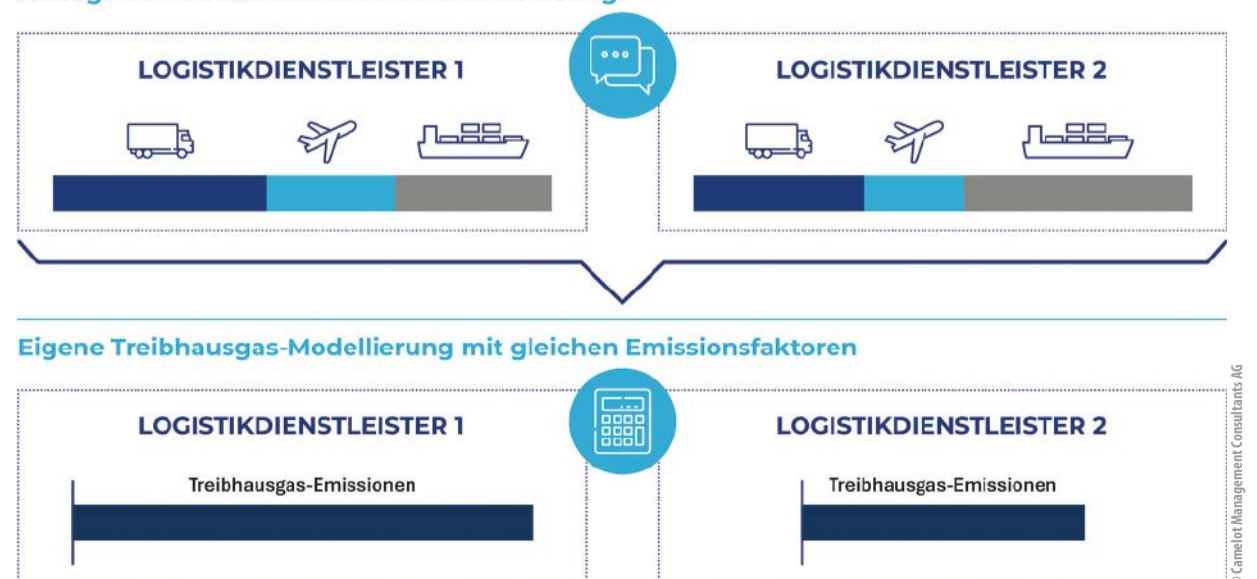 LOGISTIKDIENSTLEISTER 1
LOGISTIKDIENSTLEISTER 2
Eigene Treibhausgas-Modellierung mit gleichen Emissionsfaktoren
LOGISTIKDIENSTLEISTER 1
LOGISTIKDIENSTLEISTER 2
Treibhausgas-Emissionen
Treibhausgas-Emissionen
Camelot Management Consultants AG